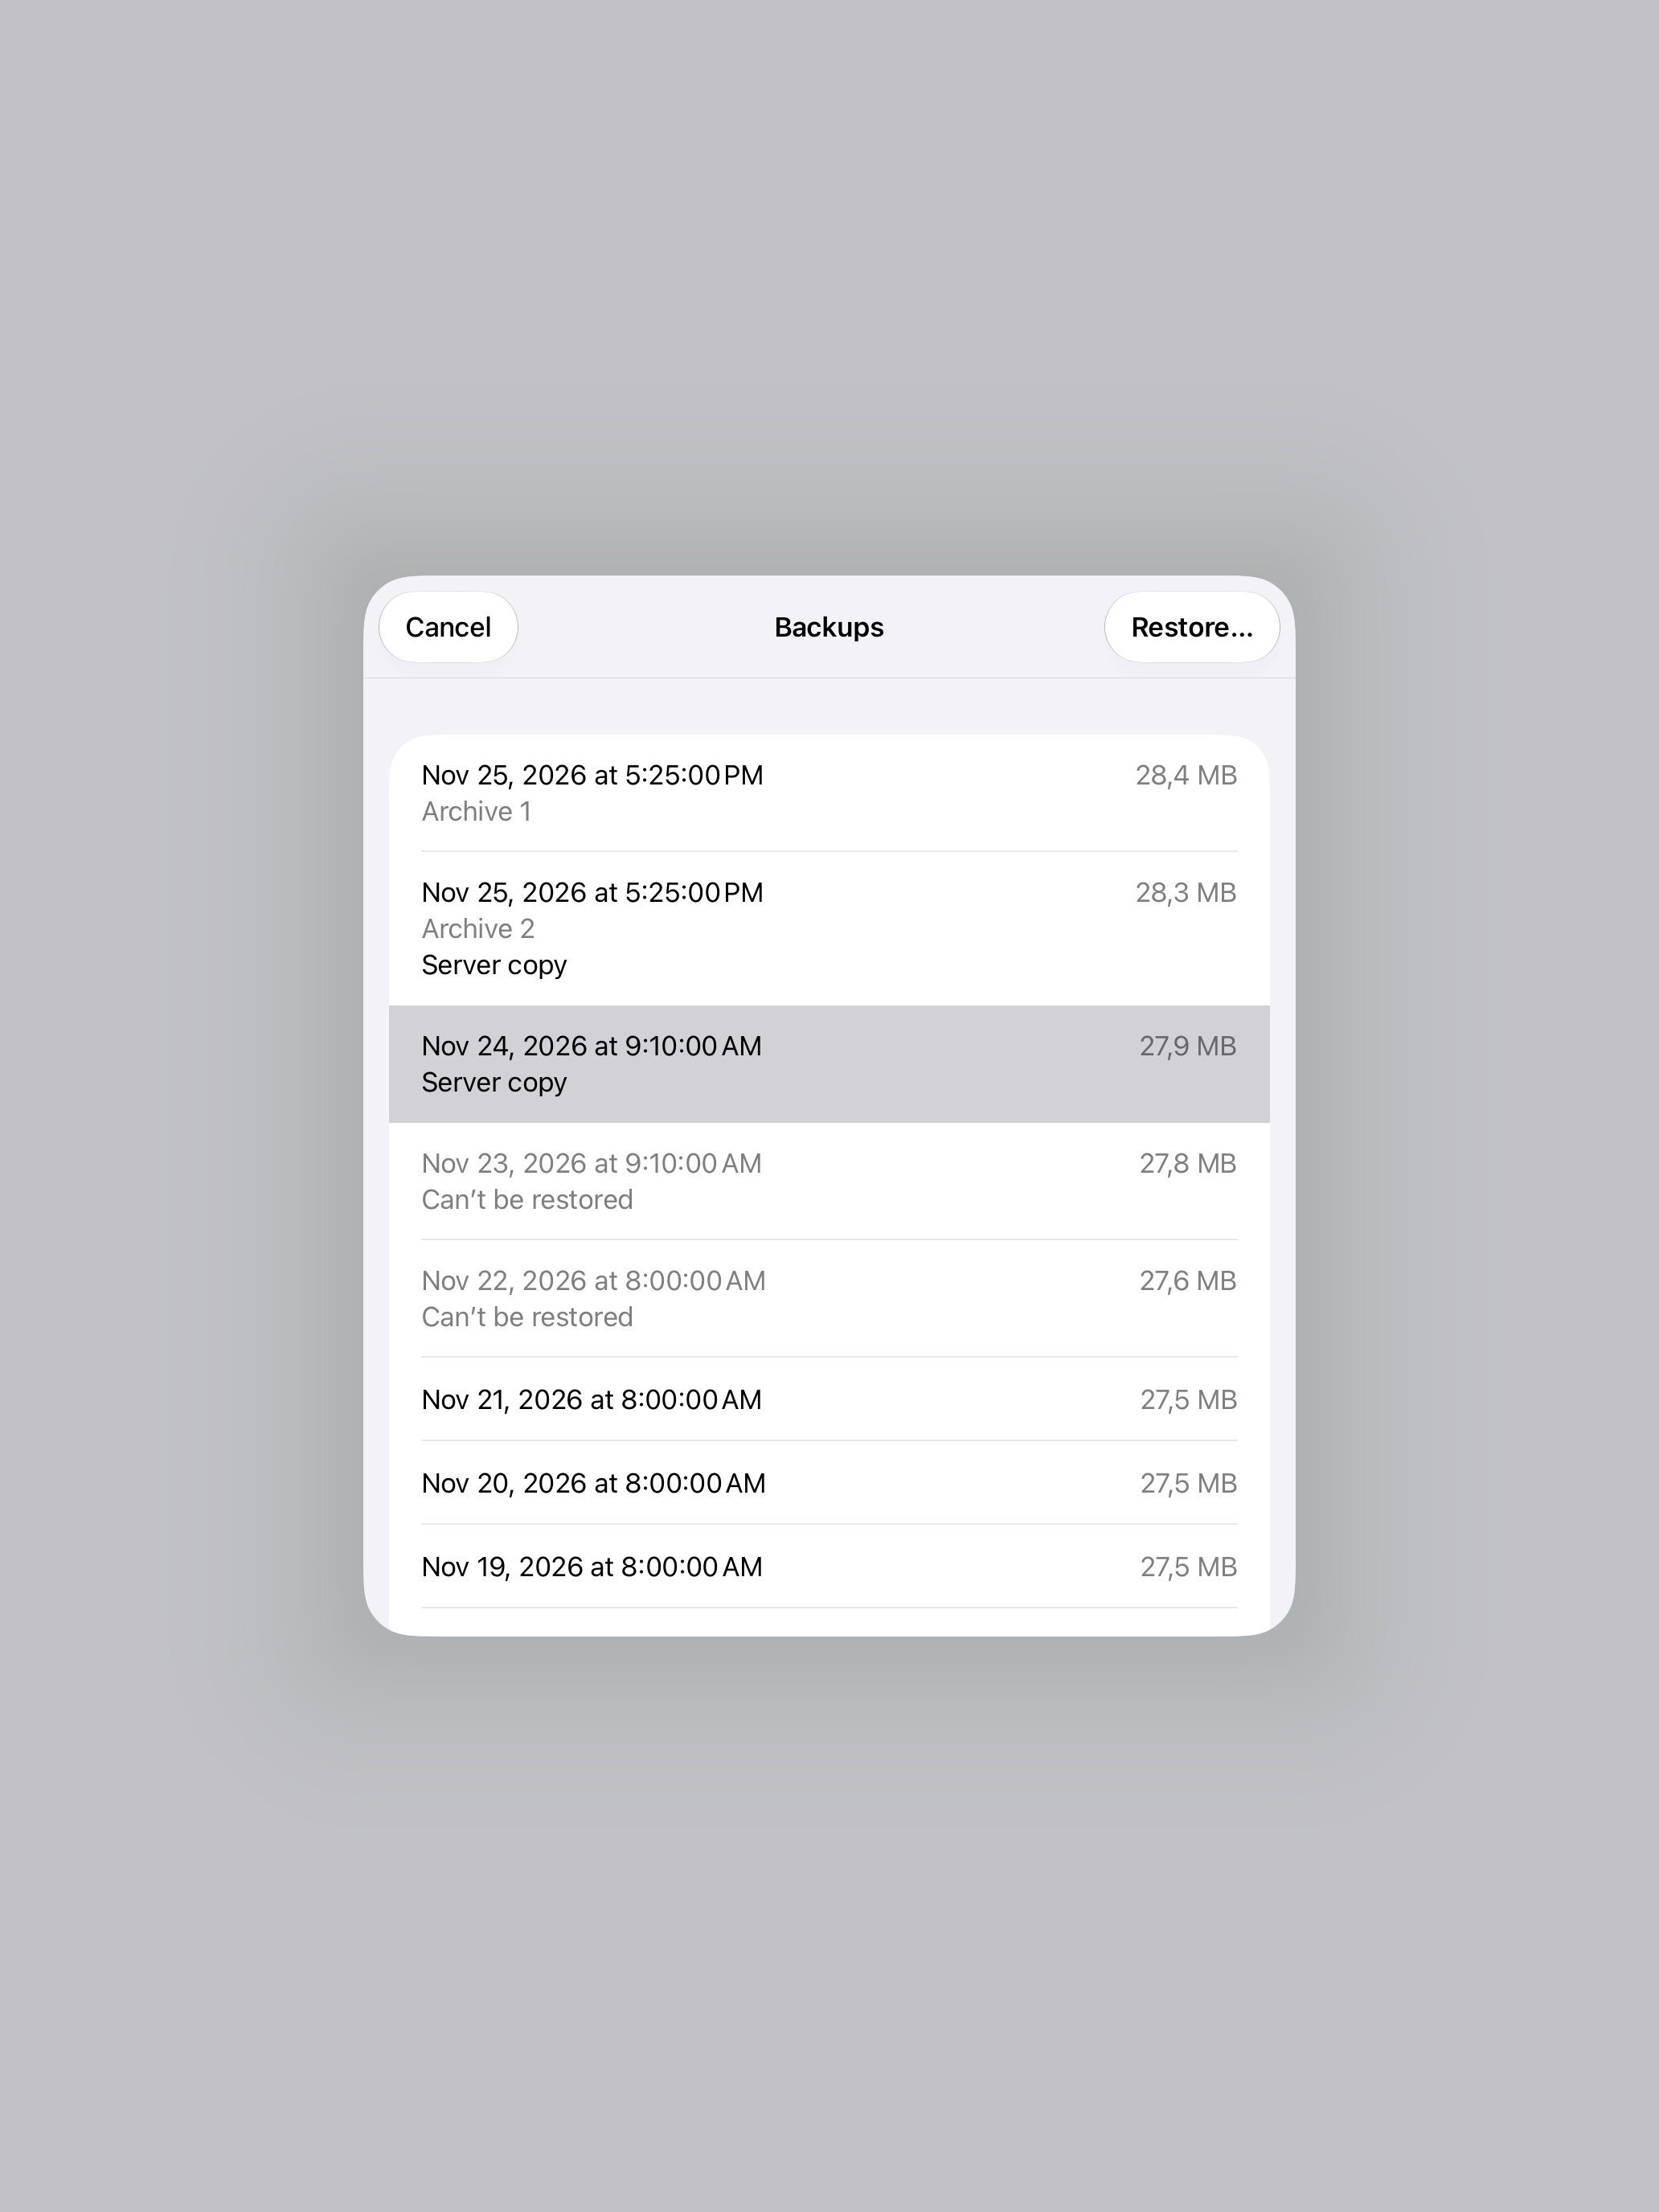 Cancel Backups Restore…
Nov 25, 2026 at 5:25:00 PM 28,4 MB
Archive 1
Nov 25, 2026 at 5:25:00 PM 28,3 MB
Archive 2
Server copy
Nov 24, 2026 at 9:10:00 AM 27,9 MB
Server copy
Nov 23, 2026 at 9:10:00 AM 27,8 MB
Can’t be restored
Nov 22, 2026 at 8:00:00 AM 27,6 MB
Can’t be restored
Nov 21, 2026 at 8:00:00 AM 27,5 MB
Nov 20, 2026 at 8:00:00 AM 27,5 MB
Nov 19, 2026 at 8:00:00 AM 27,5 MB